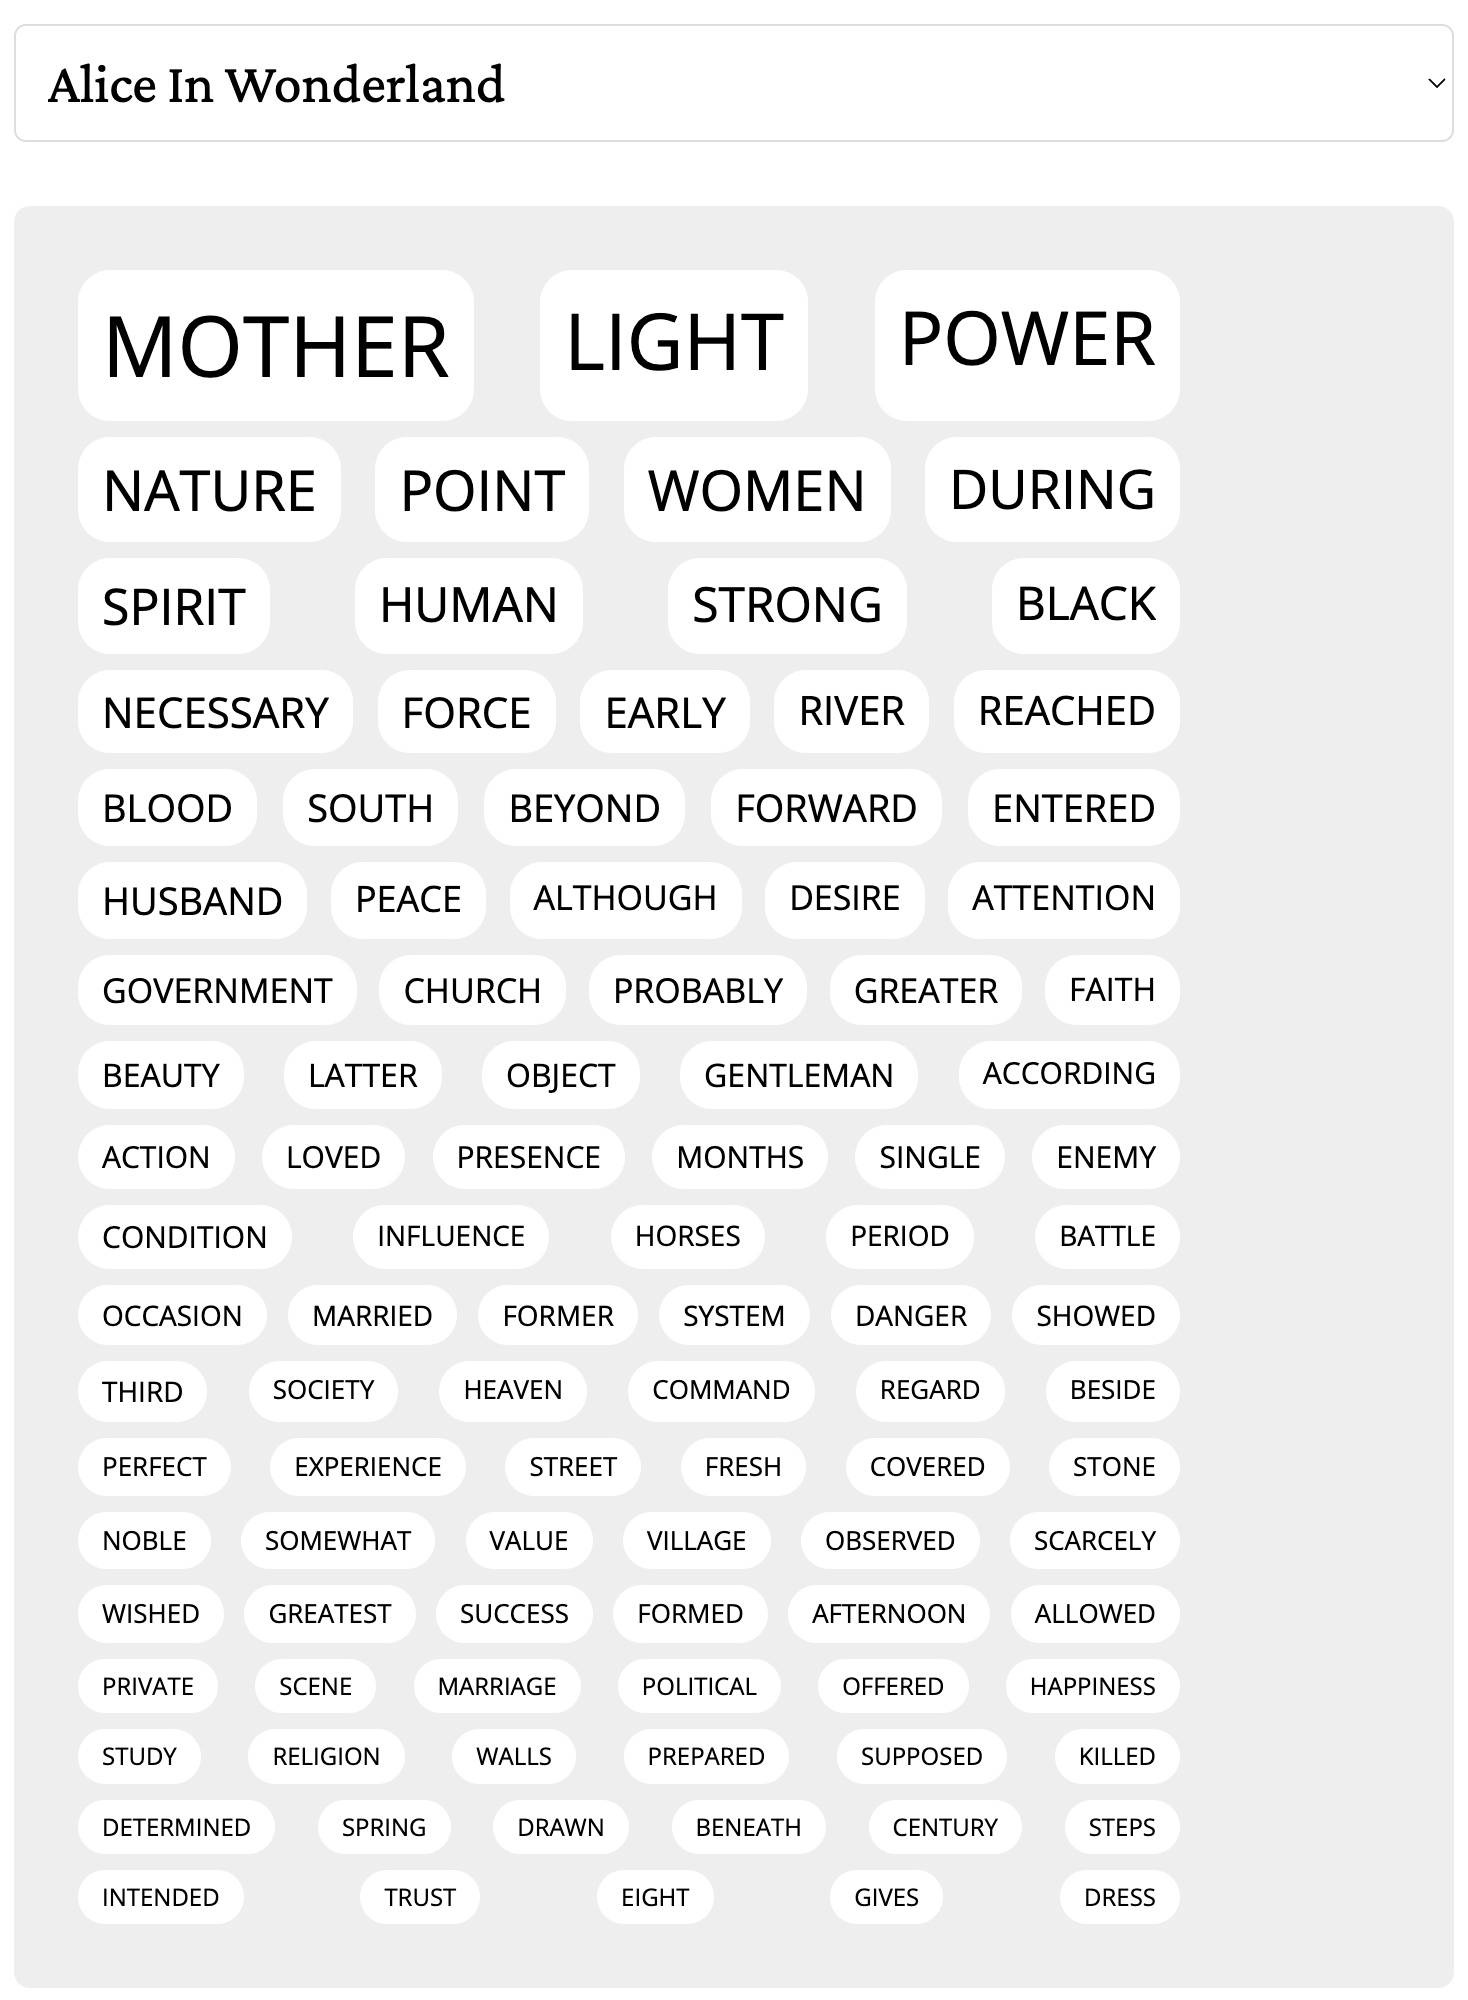 Alice In Wonderland
MOTHER LIGHT POWER
NATURE POINT WOMEN DURING
SPIRIT HUMAN STRONG BLACK
NECESSARY FORCE EARLY RIVER REACHED
BLOOD SOUTH BEYOND FORWARD ENTERED
HUSBAND PEACE ALTHOUGH DESIRE ATTENTION
GOVERNMENT CHURCH PROBABLY GREATER FAITH
BEAUTY LATTER OBJECT GENTLEMAN ACCORDING
ACTION LOVED PRESENCE MONTHS SINGLE ENEMY
CONDITION INFLUENCE HORSES PERIOD BATTLE
OCCASION MARRIED FORMER SYSTEM DANGER SHOWED
THIRD SOCIETY HEAVEN COMMAND REGARD BESIDE
PERFECT EXPERIENCE STREET FRESH COVERED STONE
NOBLE SOMEWHAT VALUE VILLAGE OBSERVED SCARCELY
WISHED GREATEST SUCCESS FORMED AFTERNOON ALLOWED
PRIVATE SCENE MARRIAGE POLITICAL OFFERED HAPPINESS
STUDY RELIGION WALLS PREPARED SUPPOSED KILLED
DETERMINED SPRING DRAWN BENEATH CENTURY STEPS
INTENDED TRUST EIGHT GIVES DRESS